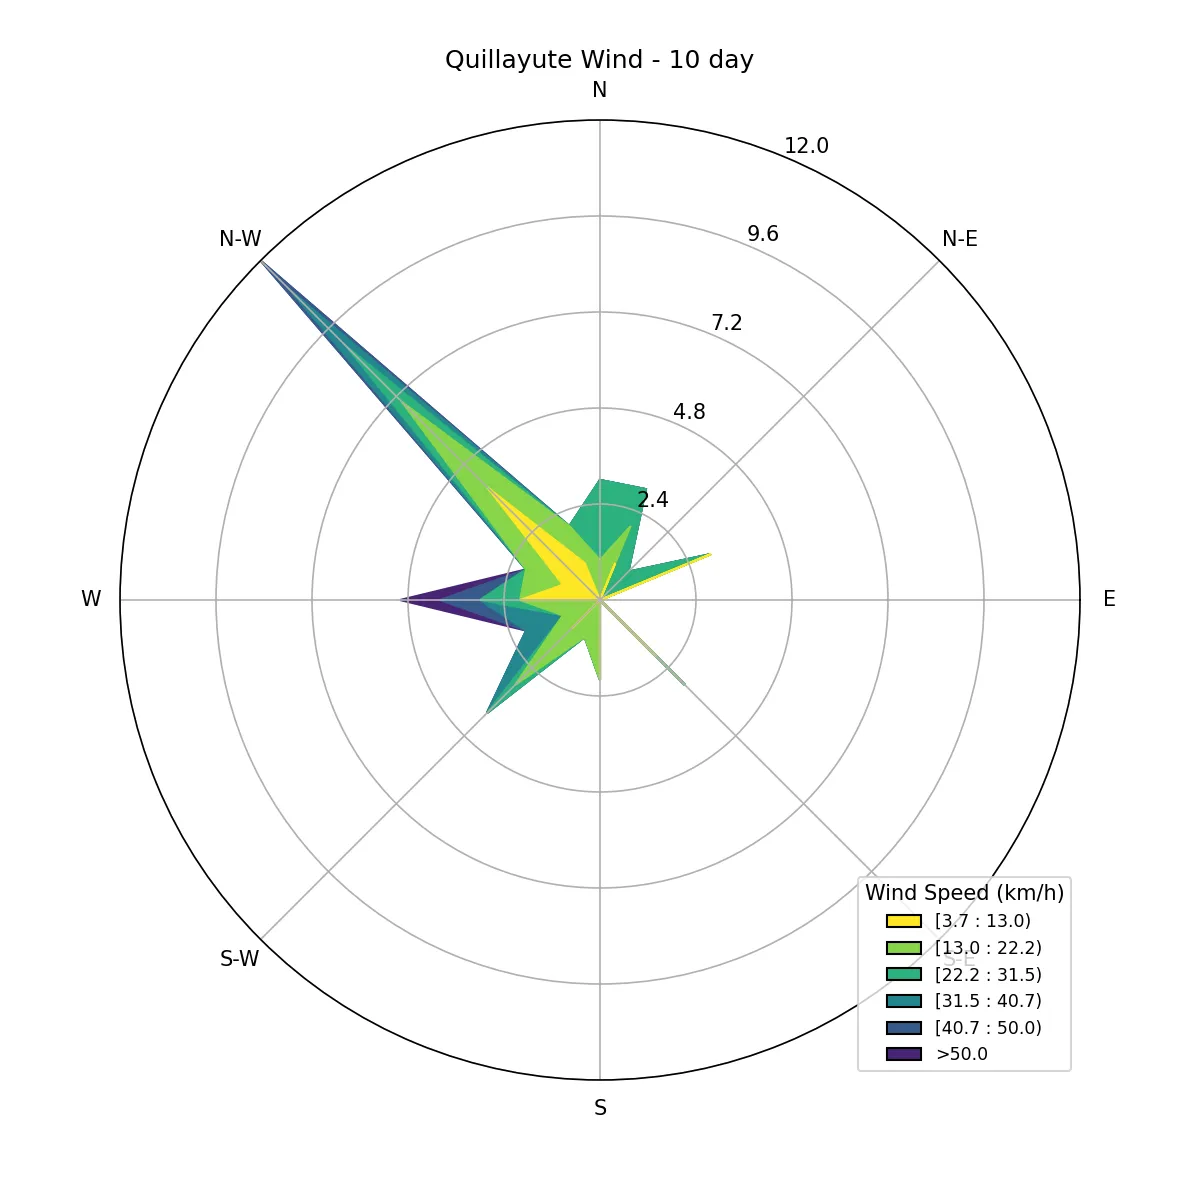 Quillayute Wind - 10 day
N
12.0
N-W
9.6
N-E
7.2
4.8
2.4
W
E
Wind Speed (km/h)
[3.7 : 13.0)
[13.0 : 22.2)
S-W
S-E
[22.2 : 31.5)
[31.5 : 40.7)
[40.7 : 50.0)
>50.0
S